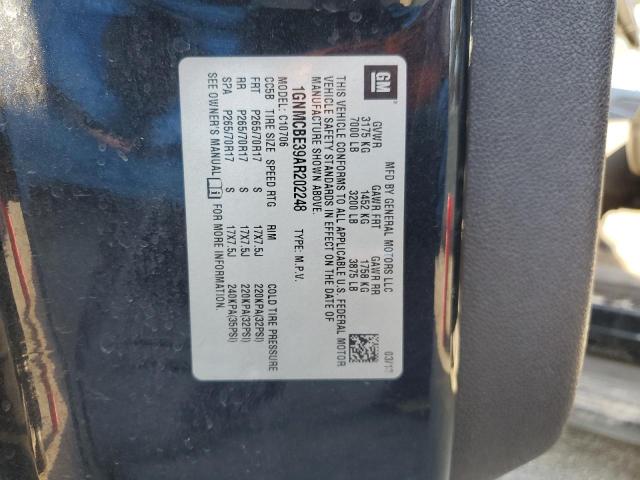 GM
MFD BY GENERAL MOTORS LLC
GVWR GAWR FRT GAWR RR
3175 KG 1452 KG 1758 KG
7000 LB 3200 LB 3875 LB
THIS VEHICLE CONFORMS TO ALL APPLICABLE U.S. FEDERAL MOTOR
VEHICLE SAFETY STANDARDS IN EFFECT ON THE DATE OF
MANUFACTURE SHOWN ABOVE.
1GNMCBE39AR202248 TYPE: M.P.V.
MODEL: C10706
CC5B TIRE SIZE SPEED RTG RIM COLD TIRE PRESSURE
FRT P265/70R17 S 17X7.5J 220KPA(32PSI)
RR P265/70R17 S 17X7.5J 220KPA(32PSI)
SPA P265/70R17 S 17X7.5J 240KPA(35PSI)
SEE OWNER'S MANUAL FOR MORE INFORMATION.